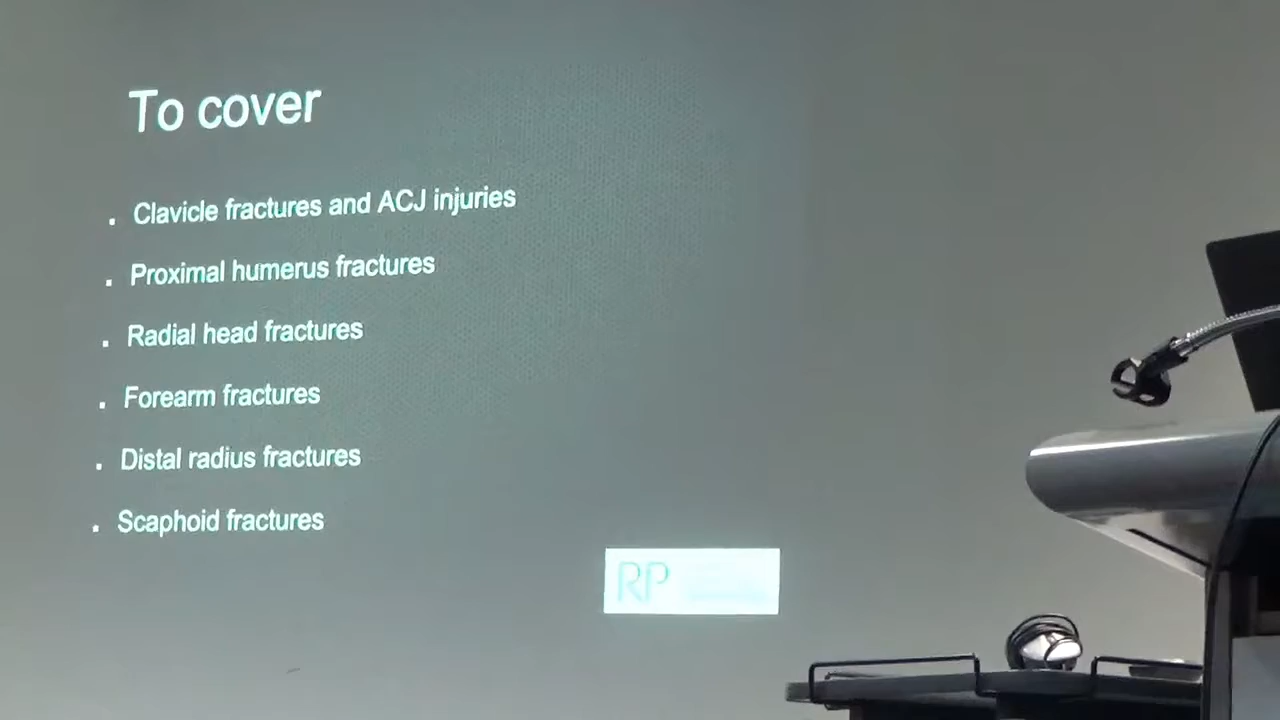 To cover
. Clavicle fractures and ACJ injuries
. Proximal humerus fractures
. Radial head fractures
. Forearm fractures
. Distal radius fractures
. Scaphoid fractures
RP